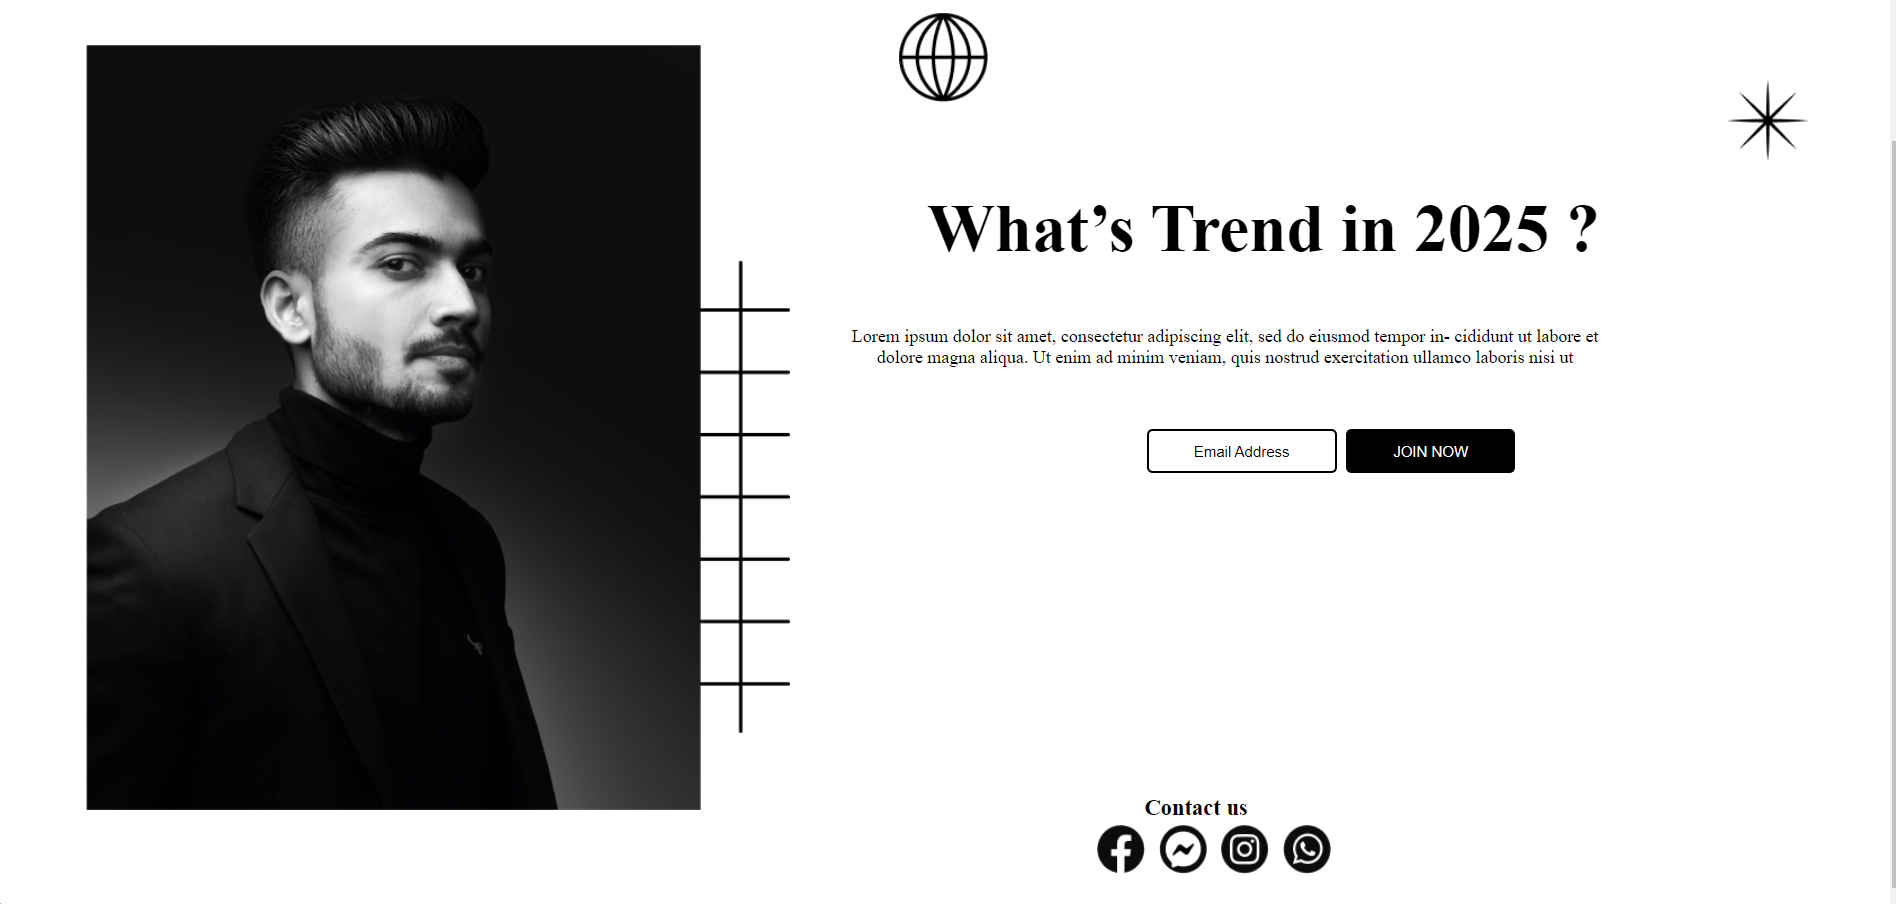 What’s Trend in 2025 ?
Lorem ipsum dolor sit amet, consectetur adipiscing elit, sed do eiusmod tempor in- cididunt ut labore et
dolore magna aliqua. Ut enim ad minim veniam, quis nostrud exercitation ullamco laboris nisi ut
Email Address
JOIN NOW
Contact us